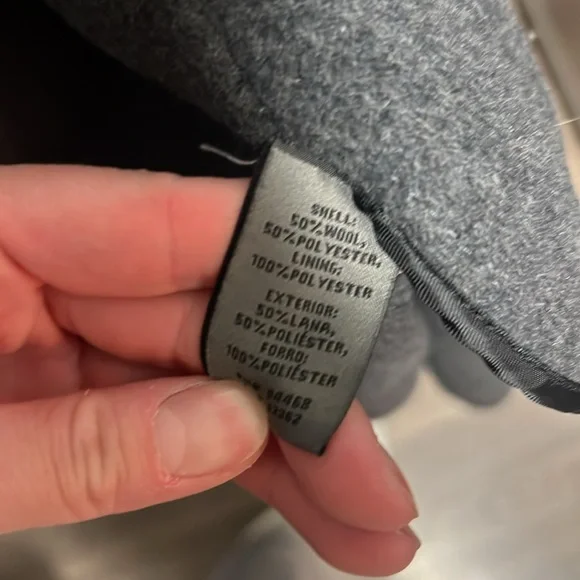 SHELL:
50%WOOL,
50%POLYESTER;
LINING:
100%POLYESTER
EXTERIOR:
50%LANA,
50%POLIÉSTER,
FORRO:
100%POLIÉSTER